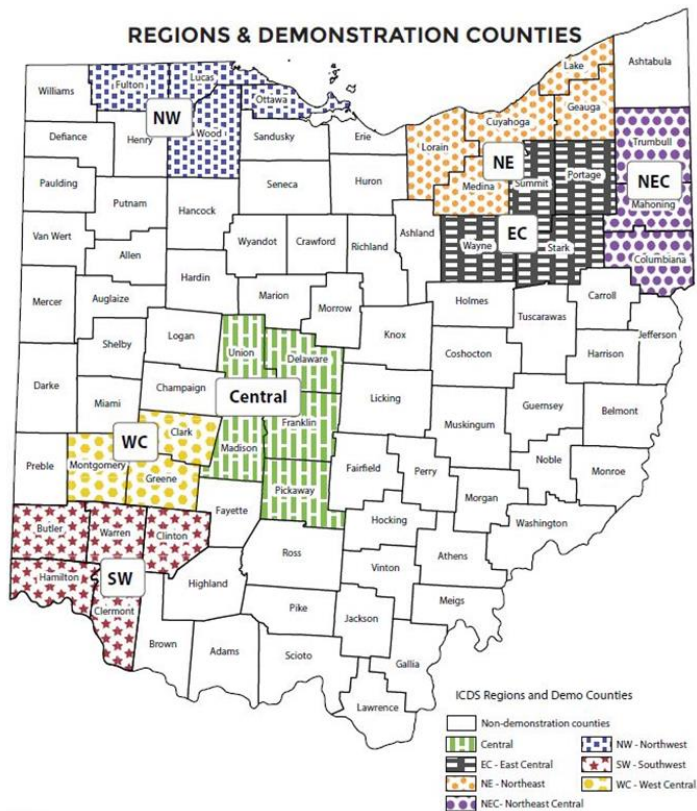 REGIONS & DEMONSTRATION COUNTIES
Williams
Fulton
Lucas
Ottawa
NW
Wood
Defiance
Henry
Sandusky
Erie
Lake
Ashtabula
Geauga
Cuyahoga
Lorain
NE
Medina
Summit
Portage
Trumbull
NEC
Mahoning
Paulding
Putnam
Seneca
Huron
Hancock
Van Wert
Allen
Wyandot
Crawford
Richland
Ashland
Wayne
EC
Stark
Columbiana
Hardin
Mercer
Auglaize
Marion
Morrow
Holmes
Tuscarawas
Carroll
Jefferson
Logan
Knox
Shelby
Union
Delaware
Coshocton
Harrison
Darke
Champaign
Miami
Central
Licking
Guernsey
Belmont
Franklin
Muskingum
WC
Clark
Madison
Preble
Montgomery
Greene
Fairfield
Perry
Noble
Monroe
Pickaway
Morgan
Fayette
Washington
Butler
Warren
Clinton
Hocking
Ross
Athens
Hamilton
SW
Vinton
Highland
Clermont
Meigs
Pike
Jackson
Brown
Adams
Scioto
Gallia
Lawrence
ICDS Regions and Demo Counties
Non-demonstration counties
Central
NW - Northwest
EC - East Central
SW - Southwest
NE - Northeast
WC - West Central
NEC- Northeast Central